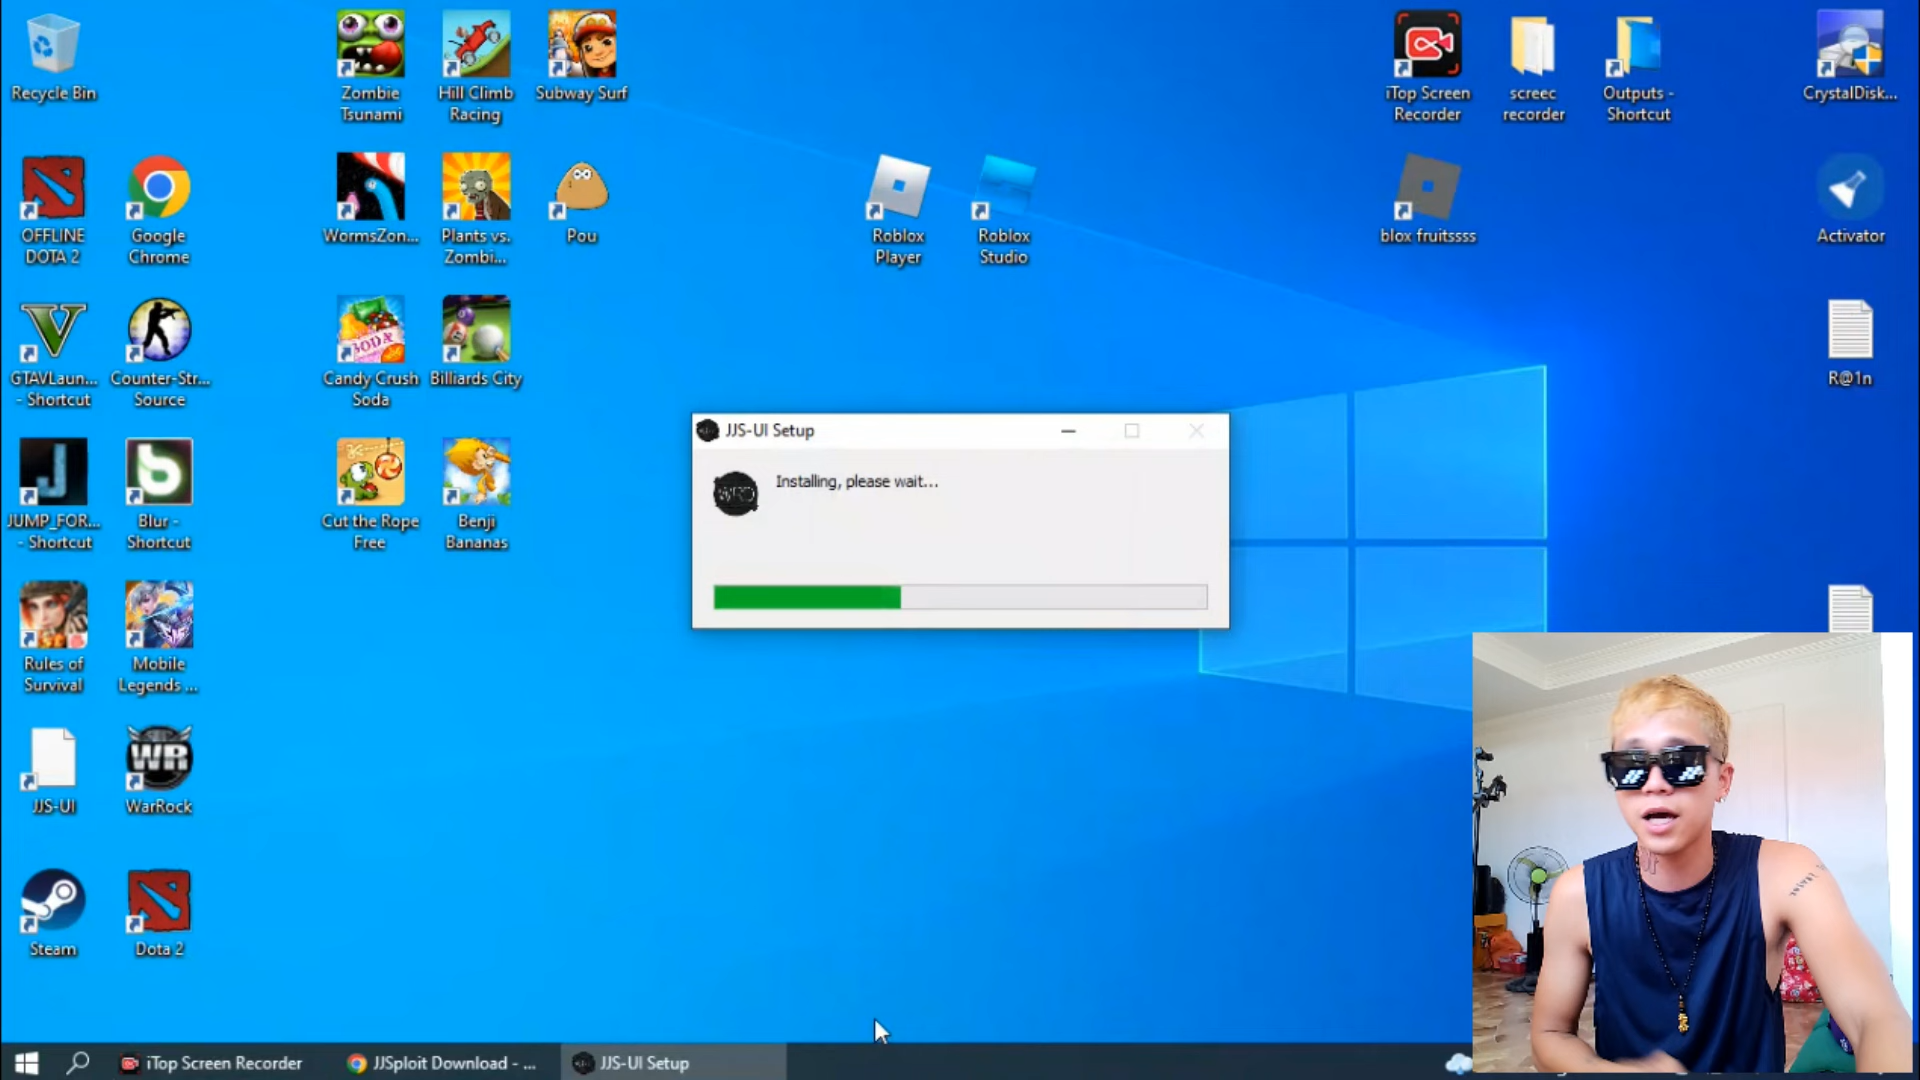 Recycle Bin
Zombie
Tsunami
Hill Climb
Racing
Subway Surf
iTop Screen
Recorder
screec
recorder
Outputs -
Shortcut
CrystalDisk...
OFFLINE
DOTA 2
Google
Chrome
WormsZon...
Plants vs.
Zombi...
Pou
Roblox
Player
Roblox
Studio
blox fruitssss
Activator
GTAVLaun...
- Shortcut
Counter-Str...
Source
SODA
Candy Crush
Soda
Billiards City
R@1n
JJS-UI Setup
Installing, please wait...
WRD
JUMP_FOR...
- Shortcut
Blur -
Shortcut
Cut the Rope
Free
Benji
Bananas
Rules of
Survival
Mobile
Legends ...
JJS-UI
WR
WarRock
Steam
Dota 2
iTop Screen Recorder
JJSploit Download - ...
JJS-UI Setup